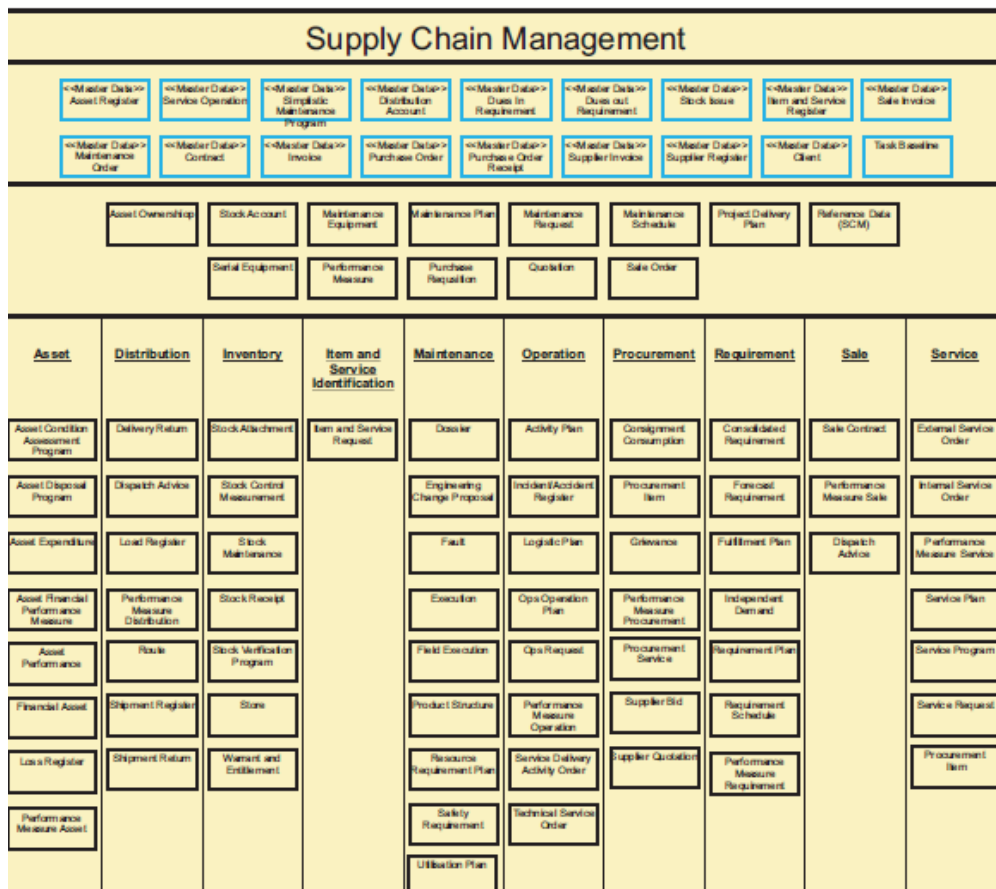 Supply Chain Management
<<Master Data>>
Asset Register
<<Master Data>>
Service Operation
<<Master Data>>
Simplistic
Maintenance
Program
<<Master Data>>
Distribution
Account
<<Master Data>>
Dues In
Requirement
<<Master Data>>
Dues out
Requirement
<<Master Data>>
Stock Issue
<<Master Data>>
Item and Service
Register
<<Master Data>>
Sale Invoice
<<Master Data>>
Maintenance
Order
<<Master Data>>
Contract
<<Master Data>>
Invoice
<<Master Data>>
Purchase Order
<<Master Data>>
Purchase Order
Receipt
<<Master Data>>
Supplier Invoice
<<Master Data>>
Supplier Register
<<Master Data>>
Client
Task Baseline
Asset Ownershiop
Stock Account
Maintenance
Equipment
Maintenance Plan
Maintenance
Request
Maintenance
Schedule
Project Delivery
Plan
Reference Data
(SCM)
Serial Equipment
Performance
Measure
Purchase
Requsition
Quotation
Sale Order
Asset
Asset Condition
Assessment
Program
Asset Disposal
Program
Asset Expenditure
Asset Financial
Performance
Measure
Asset
Performance
Financial Asset
Loss Register
Performance
Measure Asset
Distribution
Delivery Return
Dispatch Advice
Load Register
Performance
Measure
Distribution
Route
Shipment Register
Shipment Return
Inventory
Stock Attachment
Stock Control
Measurement
Stock
Maintenance
Stock Receipt
Stock Verification
Program
Store
Warrant and
Entitlement
Item and
Service
Identification
Item and Service
Request
Maintenance
Dossier
Engineering
Change Proposal
Fault
Execution
Field Execution
Product Structure
Resource
Requirement Plan
Safety
Requirement
Utilisation Plan
Operation
Activity Plan
Incident/Accident
Register
Logistic Plan
Ops Operation
Plan
Ops Request
Performance
Measure
Operation
Service Delivery
Activity Order
Technical Service
Order
Procurement
Consignment
Consumption
Procurement
Item
Grievance
Performance
Measure
Procurement
Procurement
Service
Supplier Bid
Supplier Quotation
Requirement
Consolidated
Requirement
Forecast
Requirement
Fulfillment Plan
Independent
Demand
Requirement Plan
Requirement
Schedule
Performance
Measure
Requirement
Sale
Sale Contract
Performance
Measure Sale
Dispatch
Advice
Service
External Service
Order
Internal Service
Order
Performance
Measure Service
Service Plan
Service Program
Service Request
Procurement
Item